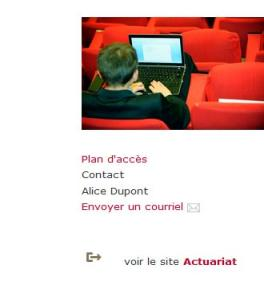 Plan d'accès
Contact
Alice Dupont
Envoyer un courriel
voir le site Actuariat